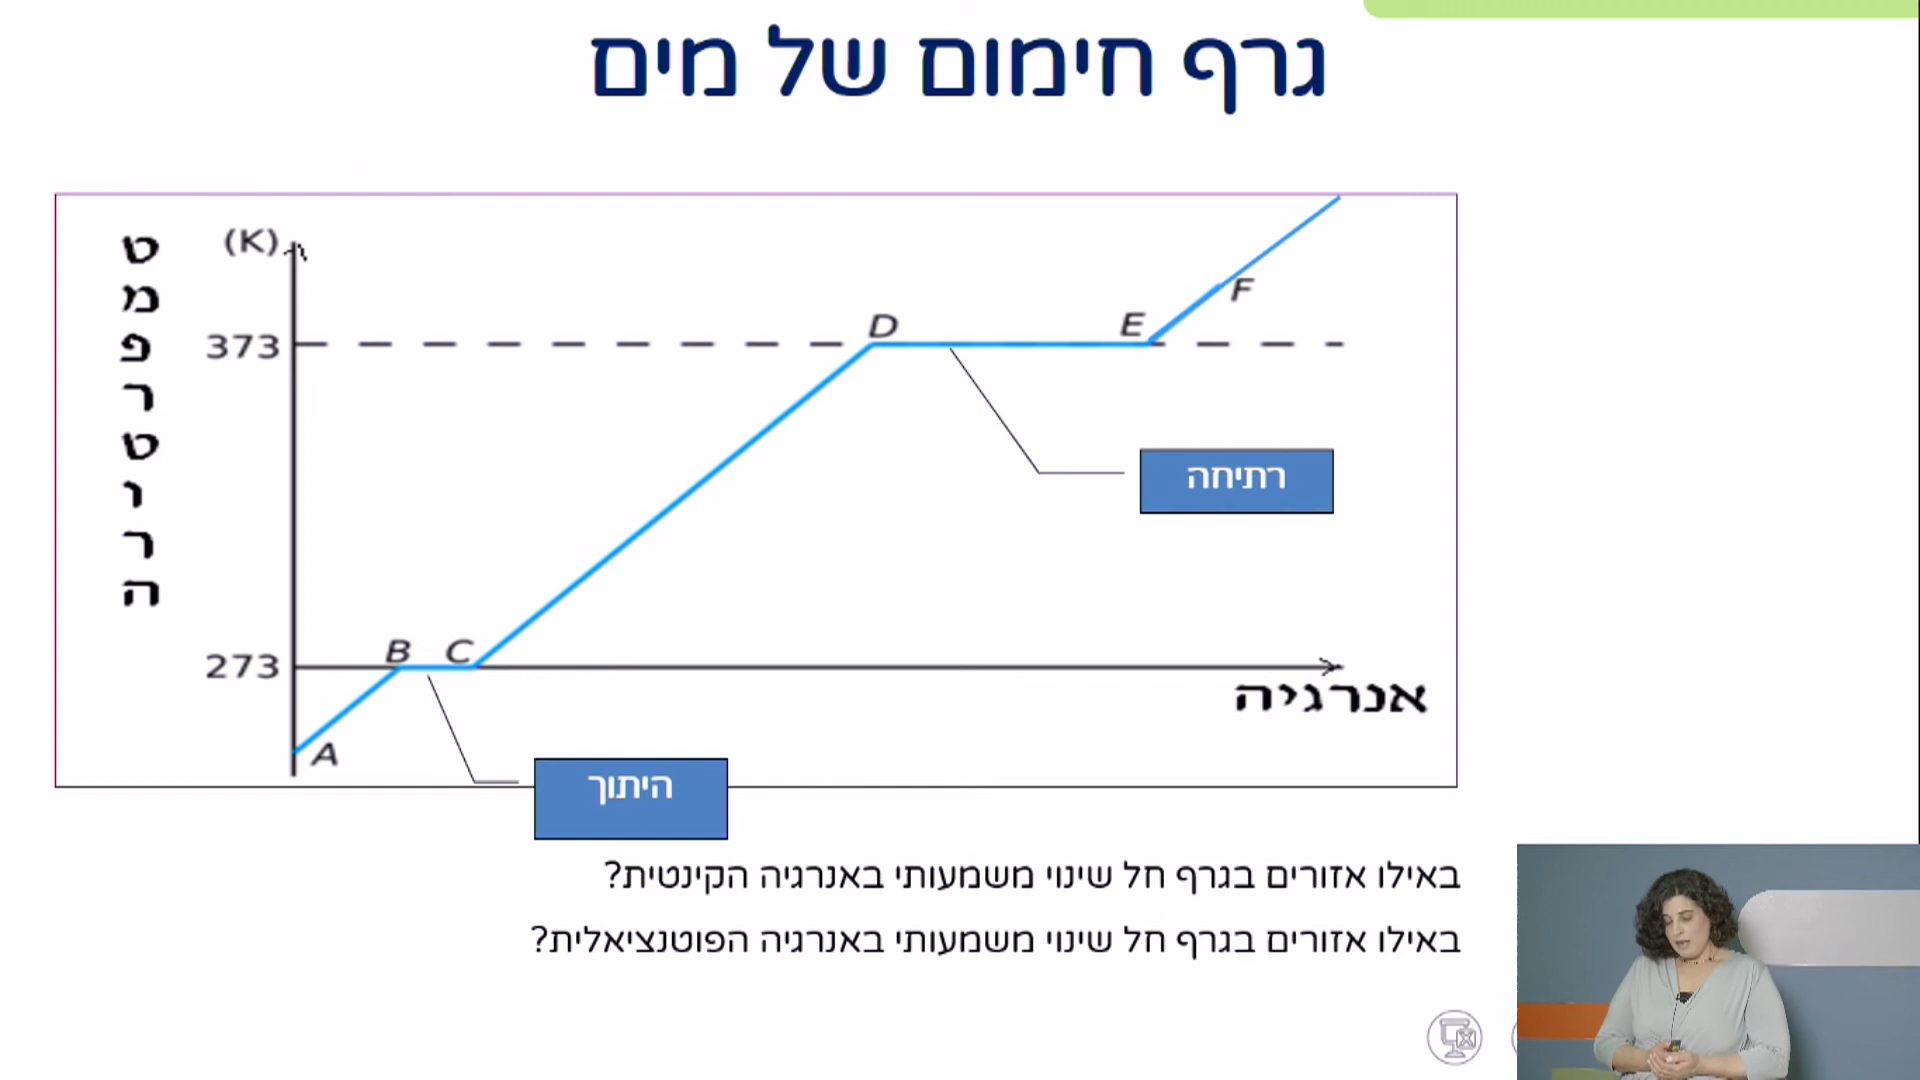 גרף חימום של מים
טמפרטורה
(K)
373
273
A
B
C
D
E
F
רתיחה
אנרגיה
היתוך
באילו אזורים בגרף חל שינוי משמעותי באנרגיה הקינטית?
באילו אזורים בגרף חל שינוי משמעותי באנרגיה הפוטנציאלית?